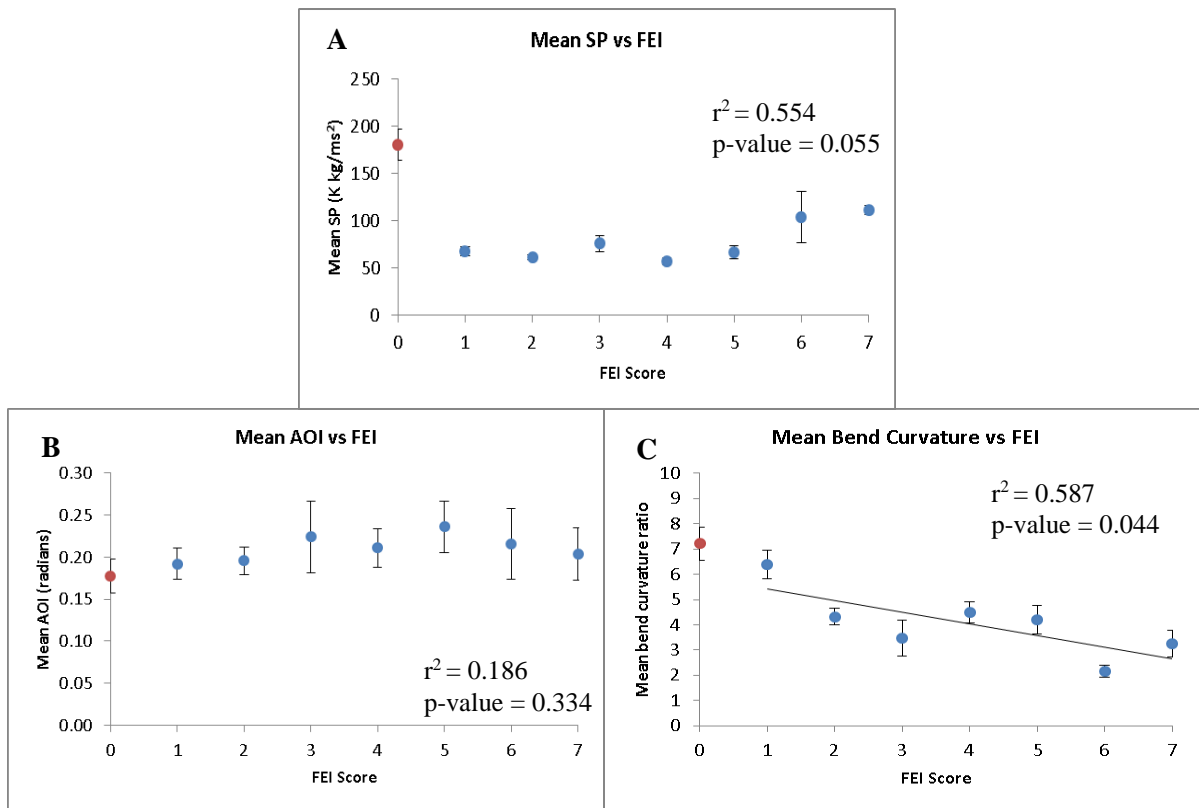 A
Mean SP vs FEI
r² = 0.554
p-value = 0.055
Mean SP (K kg/ms²)
250
200
150
100
50
0
0 1 2 3 4 5 6 7
FEI Score
B
Mean AOI vs FEI
Mean AOI (radians)
0.30
0.25
0.20
0.15
0.10
0.05
0.00
r² = 0.186
p-value = 0.334
0 1 2 3 4 5 6 7
FEI Score
C
Mean Bend Curvature vs FEI
r² = 0.587
p-value = 0.044
Mean bend curvature ratio
10
9
8
7
6
5
4
3
2
1
0
0 1 2 3 4 5 6 7
FEI Score